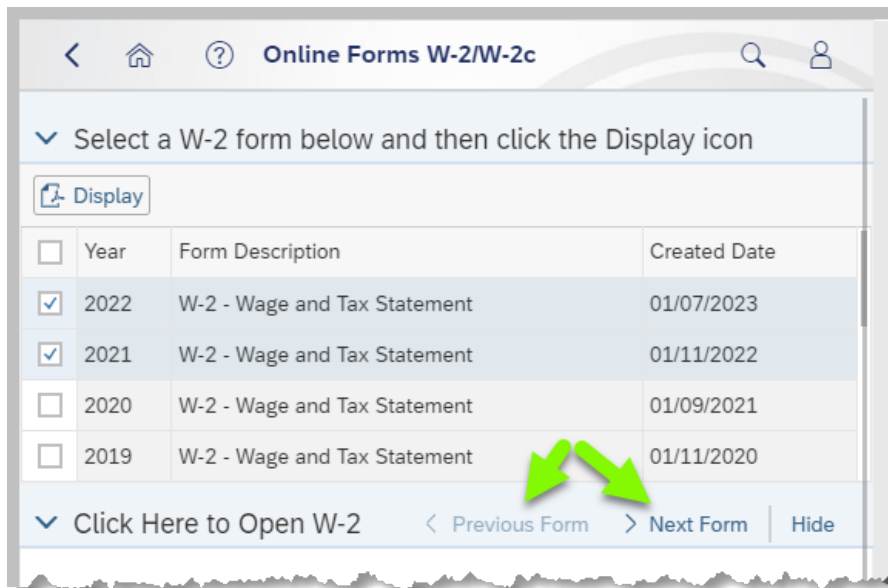 Online Forms W-2/W-2c
Select a W-2 form below and then click the Display icon
Display
Year Form Description Created Date
2022 W-2 - Wage and Tax Statement 01/07/2023
2021 W-2 - Wage and Tax Statement 01/11/2022
2020 W-2 - Wage and Tax Statement 01/09/2021
2019 W-2 - Wage and Tax Statement 01/11/2020
Click Here to Open W-2 < Previous Form > Next Form Hide